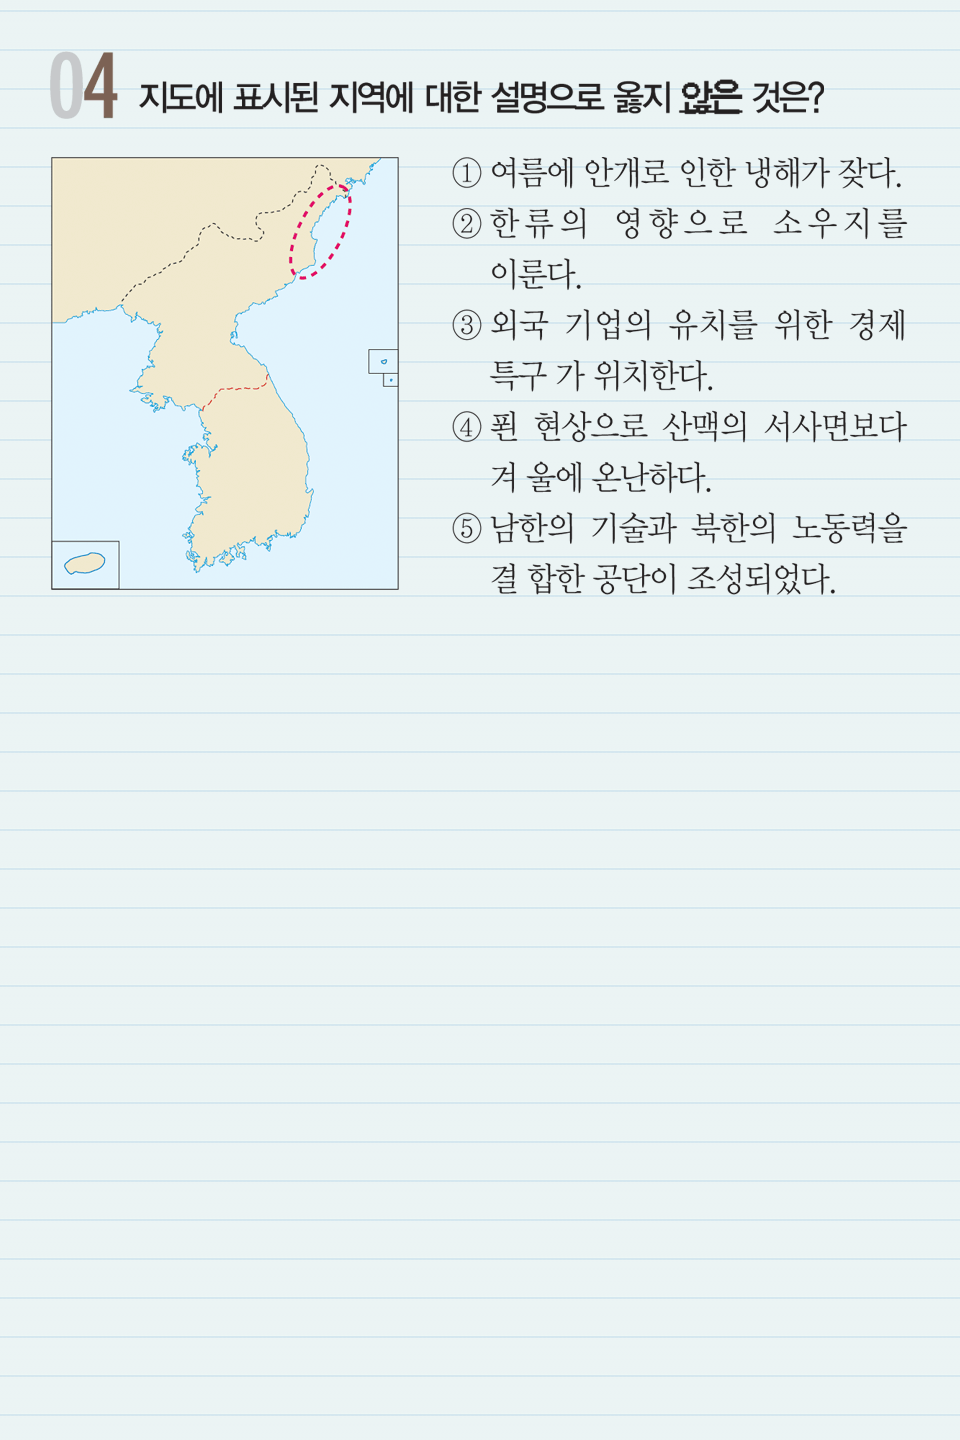 04 지도에 표시된 지역에 대한 설명으로 옳지 않은 것은?
① 여름에 안개로 인한 냉해가 잦다.
② 한류의 영향으로 소우지를
이룬다.
③ 외국 기업의 유치를 위한 경제
특구 가 위치한다.
④ 푄 현상으로 산맥의 서사면보다
겨 울에 온난하다.
⑤ 남한의 기술과 북한의 노동력을
결 합한 공단이 조성되었다.